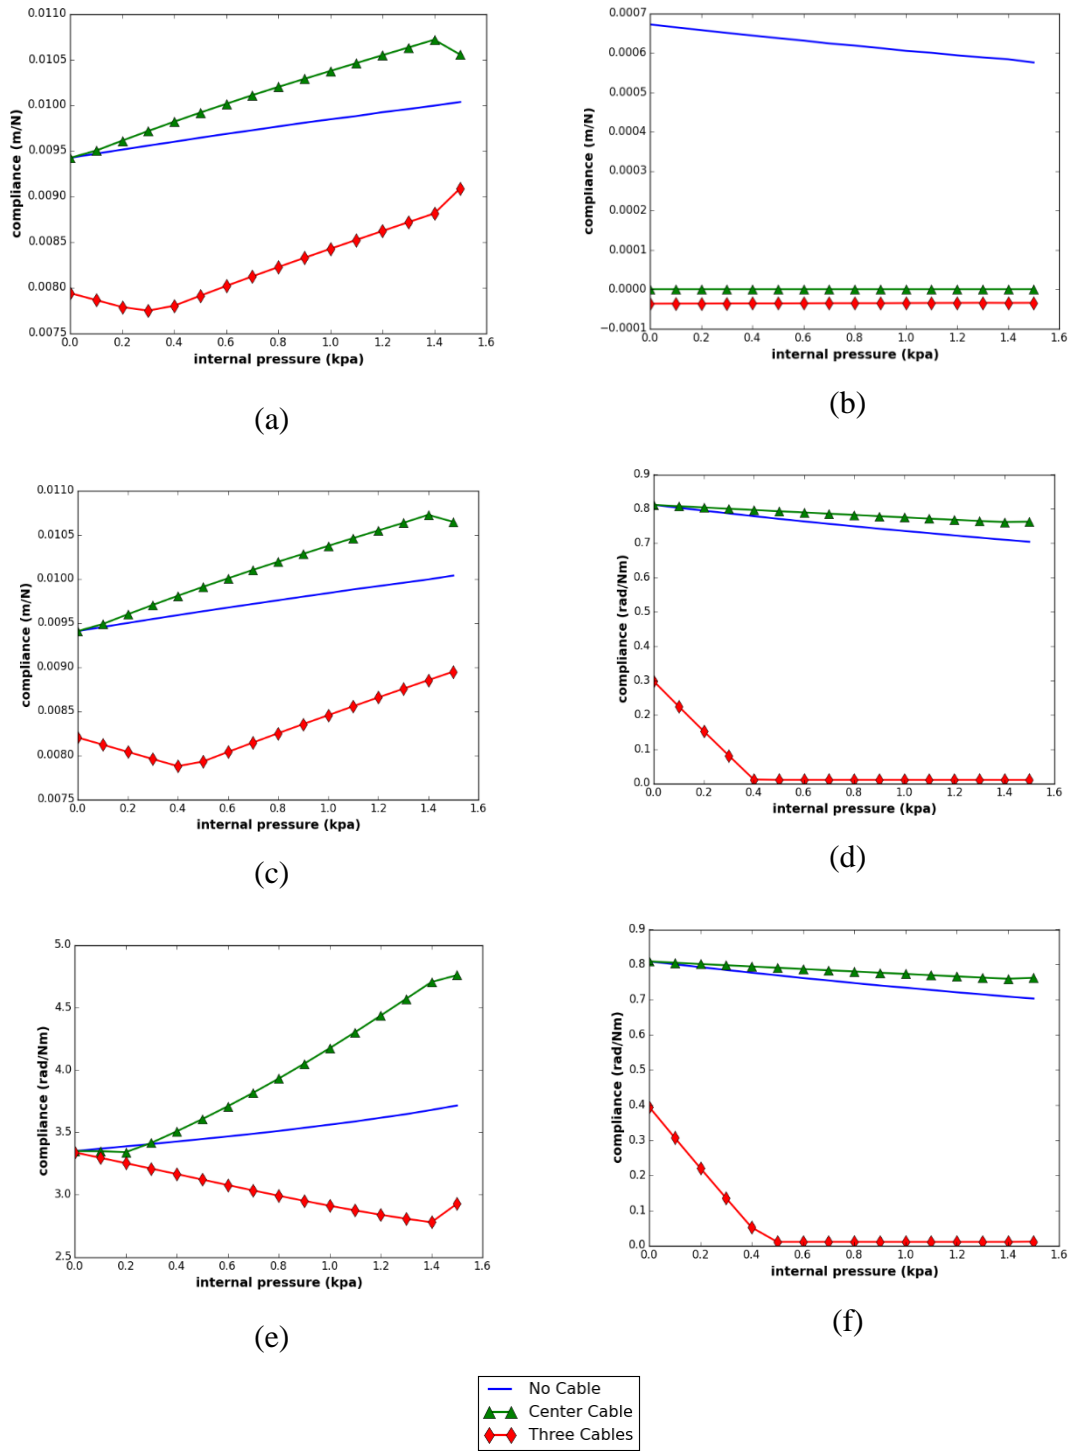 0.0110
0.0105
0.0100
0.0095
0.0090
0.0085
0.0080
0.0075
compliance (m/N)
0.0 0.2 0.4 0.6 0.8 1.0 1.2 1.4 1.6
internal pressure (kpa)
(a)
0.0007
0.0006
0.0005
0.0004
0.0003
0.0002
0.0001
0.0000
−0.0001
compliance (m/N)
0.0 0.2 0.4 0.6 0.8 1.0 1.2 1.4 1.6
internal pressure (kpa)
(b)
0.0110
0.0105
0.0100
0.0095
0.0090
0.0085
0.0080
0.0075
compliance (m/N)
0.0 0.2 0.4 0.6 0.8 1.0 1.2 1.4 1.6
internal pressure (kpa)
(c)
0.9
0.8
0.7
0.6
0.5
0.4
0.3
0.2
0.1
0.0
compliance (rad/Nm)
0.0 0.2 0.4 0.6 0.8 1.0 1.2 1.4 1.6
internal pressure (kpa)
(d)
5.0
4.5
4.0
3.5
3.0
2.5
compliance (rad/Nm)
0.0 0.2 0.4 0.6 0.8 1.0 1.2 1.4 1.6
internal pressure (kpa)
(e)
0.9
0.8
0.7
0.6
0.5
0.4
0.3
0.2
0.1
0.0
compliance (rad/Nm)
0.0 0.2 0.4 0.6 0.8 1.0 1.2 1.4 1.6
internal pressure (kpa)
(f)
No Cable
Center Cable
Three Cables